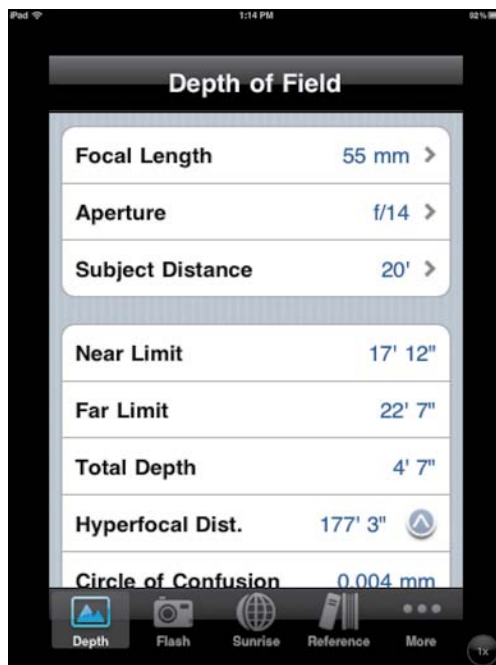 iPad 1:14 PM 92%
Depth of Field
Focal Length 55 mm
Aperture f/14
Subject Distance 20'
Near Limit 17' 12"
Far Limit 22' 7"
Total Depth 4' 7"
Hyperfocal Dist. 177' 3"
Circle of Confusion 0.004 mm
Depth Flash Sunrise Reference More
1x